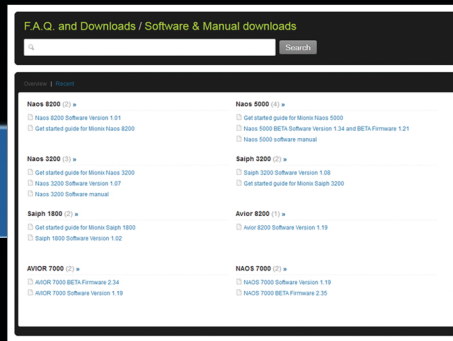 F.A.Q. and Downloads / Software & Manual downloads
Search
Overview | Recent
Naos 8200 (2) »
Naos 8200 Software Version 1.01
Get started guide for Mionix Naos 8200
Naos 5000 (4) »
Get started guide for Mionix Naos 5000
Naos 5000 BETA Software Version 1.34 and BETA Firmware 1.21
Naos 5000 software manual
Naos 3200 (3) »
Get started guide for Mionix Naos 3200
Naos 3200 Software Version 1.07
Naos 3200 Software manual
Saiph 3200 (2) »
Saiph 3200 Software Version 1.08
Get started guide for Mionix Saiph 3200
Saiph 1800 (2) »
Get started guide for Mionix Saiph 1800
Saiph 1800 Software Version 1.02
Avior 8200 (1) »
Avior 8200 Software Version 1.19
AVIOR 7000 (2) »
AVIOR 7000 BETA Firmware 2.34
AVIOR 7000 Software Version 1.19
NAOS 7000 (2) »
NAOS 7000 Software Version 1.19
NAOS 7000 BETA Firmware 2.35